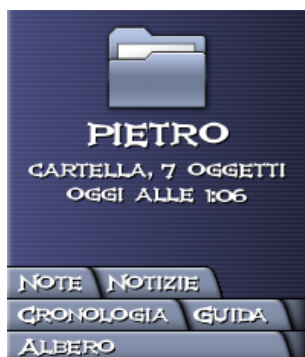 PIETRO
CARTELLA, 7 OGGETTI
OGGI ALLE 1:06
NOTE NOTIZIE
CRONOLOGIA GUIDA
ALBERO